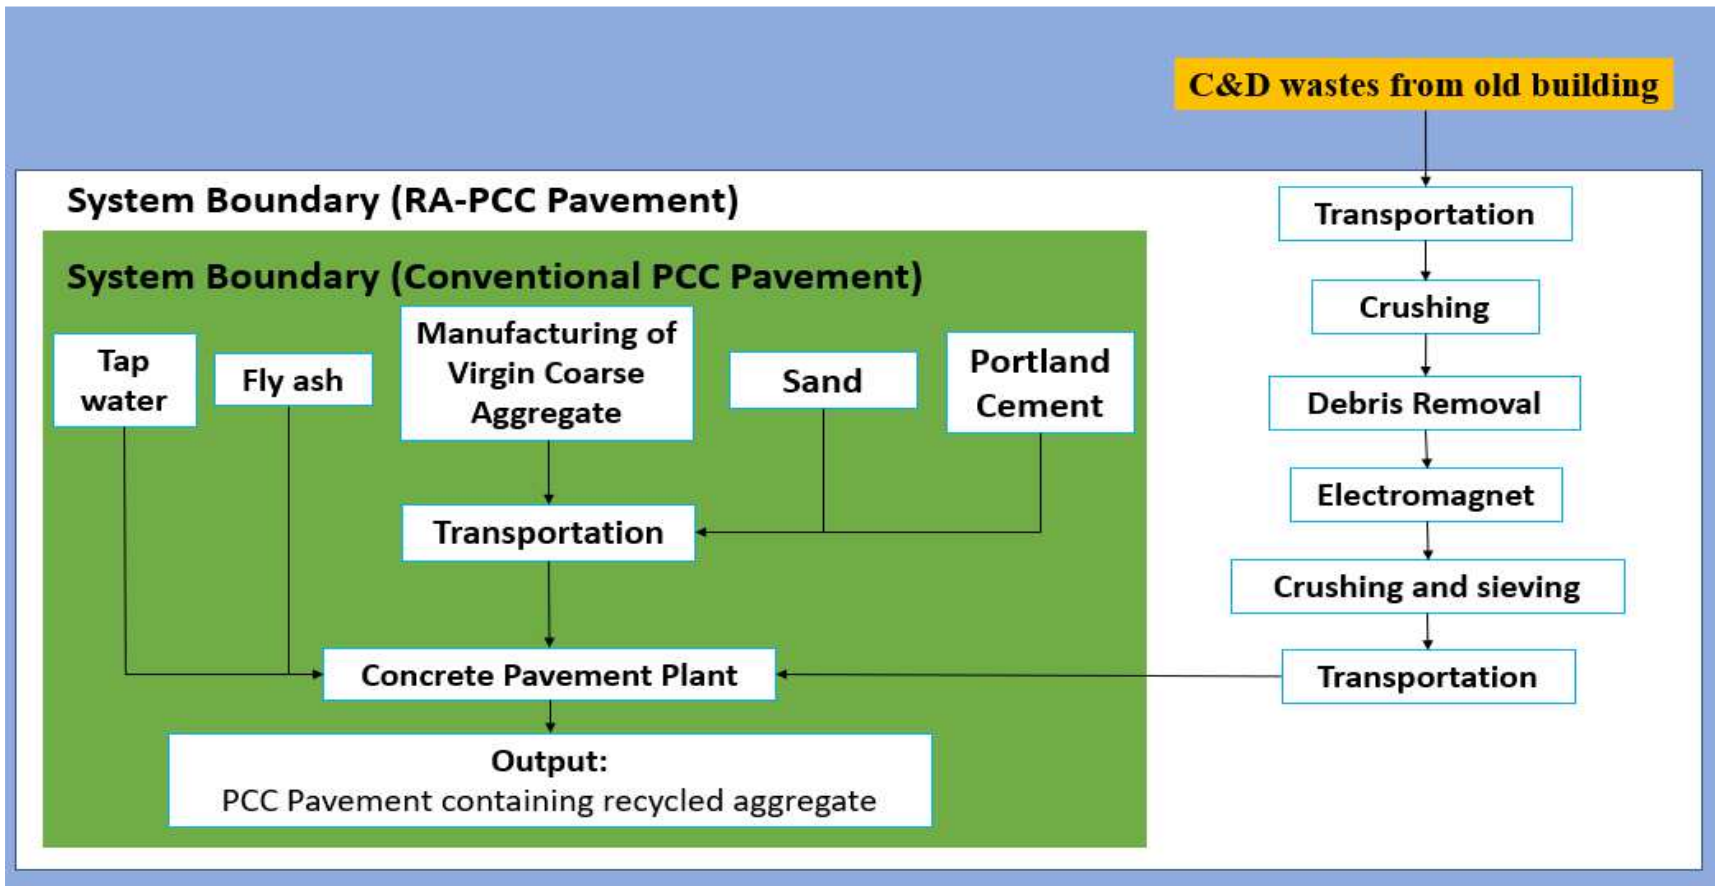 C&D wastes from old building
System Boundary (RA-PCC Pavement)
System Boundary (Conventional PCC Pavement)
Tap
water
Fly ash
Manufacturing of
Virgin Coarse
Aggregate
Sand
Portland
Cement
Transportation
Concrete Pavement Plant
Output:
PCC Pavement containing recycled aggregate
Transportation
Crushing
Debris Removal
Electromagnet
Crushing and sieving
Transportation